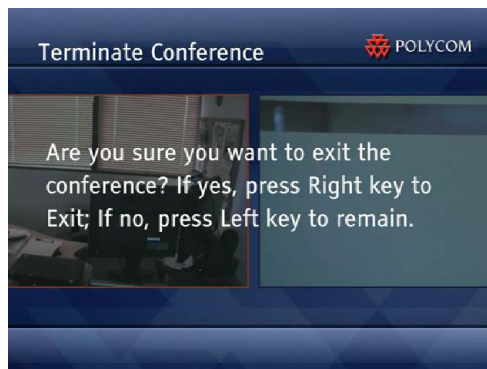 Terminate Conference
POLYCOM
Are you sure you want to exit the
conference? If yes, press Right key to
Exit; If no, press Left key to remain.